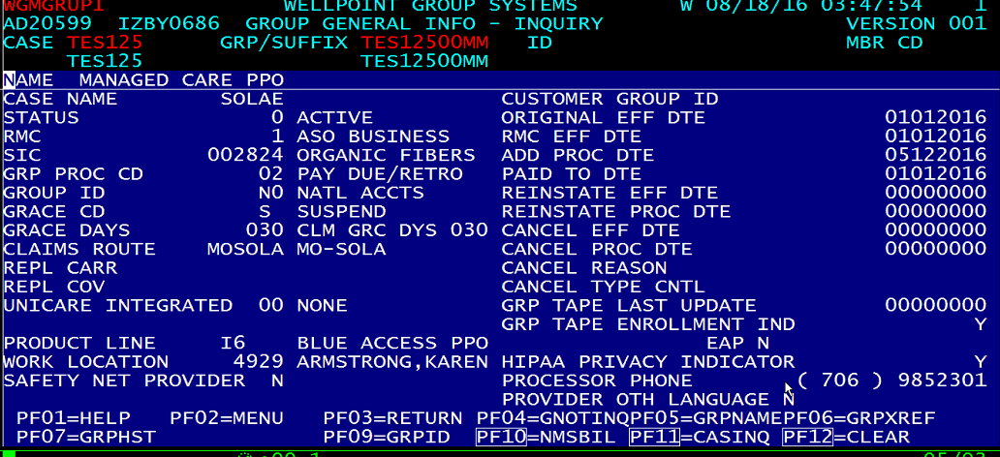 WGMGRUP1 WELLPOINT GROUP SYSTEMS W 08/18/16 03:47:54 1
AD20599 IZBY0686 GROUP GENERAL INFO - INQUIRY VERSION 001
CASE TES125 GRP/SUFFIX TES12500MM ID MBR CD
TES125 TES12500MM
NAME MANAGED CARE PPO
CASE NAME SOLAE CUSTOMER GROUP ID
STATUS 0 ACTIVE ORIGINAL EFF DTE 01012016
RMC 1 ASO BUSINESS RMC EFF DTE 01012016
SIC 002824 ORGANIC FIBERS ADD PROC DTE 05122016
GRP PROC CD 02 PAY DUE/RETRO PAID TO DTE 01012016
GROUP ID N0 NATL ACCTS REINSTATE EFF DTE 00000000
GRACE CD S SUSPEND REINSTATE PROC DTE 00000000
GRACE DAYS 030 CLM GRC DYS 030 CANCEL EFF DTE 00000000
CLAIMS ROUTE MOSOLA MO-SOLA CANCEL PROC DTE 00000000
REPL CARR CANCEL REASON
REPL COV CANCEL TYPE CNTL
UNICARE INTEGRATED 00 NONE GRP TAPE LAST UPDATE 00000000
GRP TAPE ENROLLMENT IND Y
PRODUCT LINE I6 BLUE ACCESS PPO EAP N
WORK LOCATION 4929 ARMSTRONG,KAREN HIPAA PRIVACY INDICATOR Y
SAFETY NET PROVIDER N PROCESSOR PHONE ( 706 ) 9852301
PROVIDER OTH LANGUAGE N
PF01=HELP PF02=MENU PF03=RETURN PF04=GNOTINQPF05=GRPNAMEPF06=GRPXREF
PF07=GRPHST PF09=GRPID PF10=NMSBIL PF11=CASINQ PF12=CLEAR